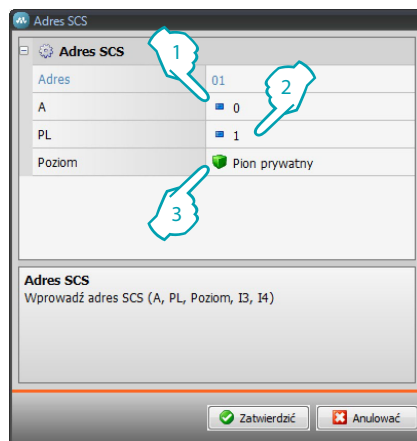 Adres SCS
Adres SCS
Adres 01
A 0
PL 1
Poziom Pion prywatny
1
2
3
Adres SCS
Wprowadź adres SCS (A, PL, Poziom, I3, I4)
Zatwierdzić Anulować